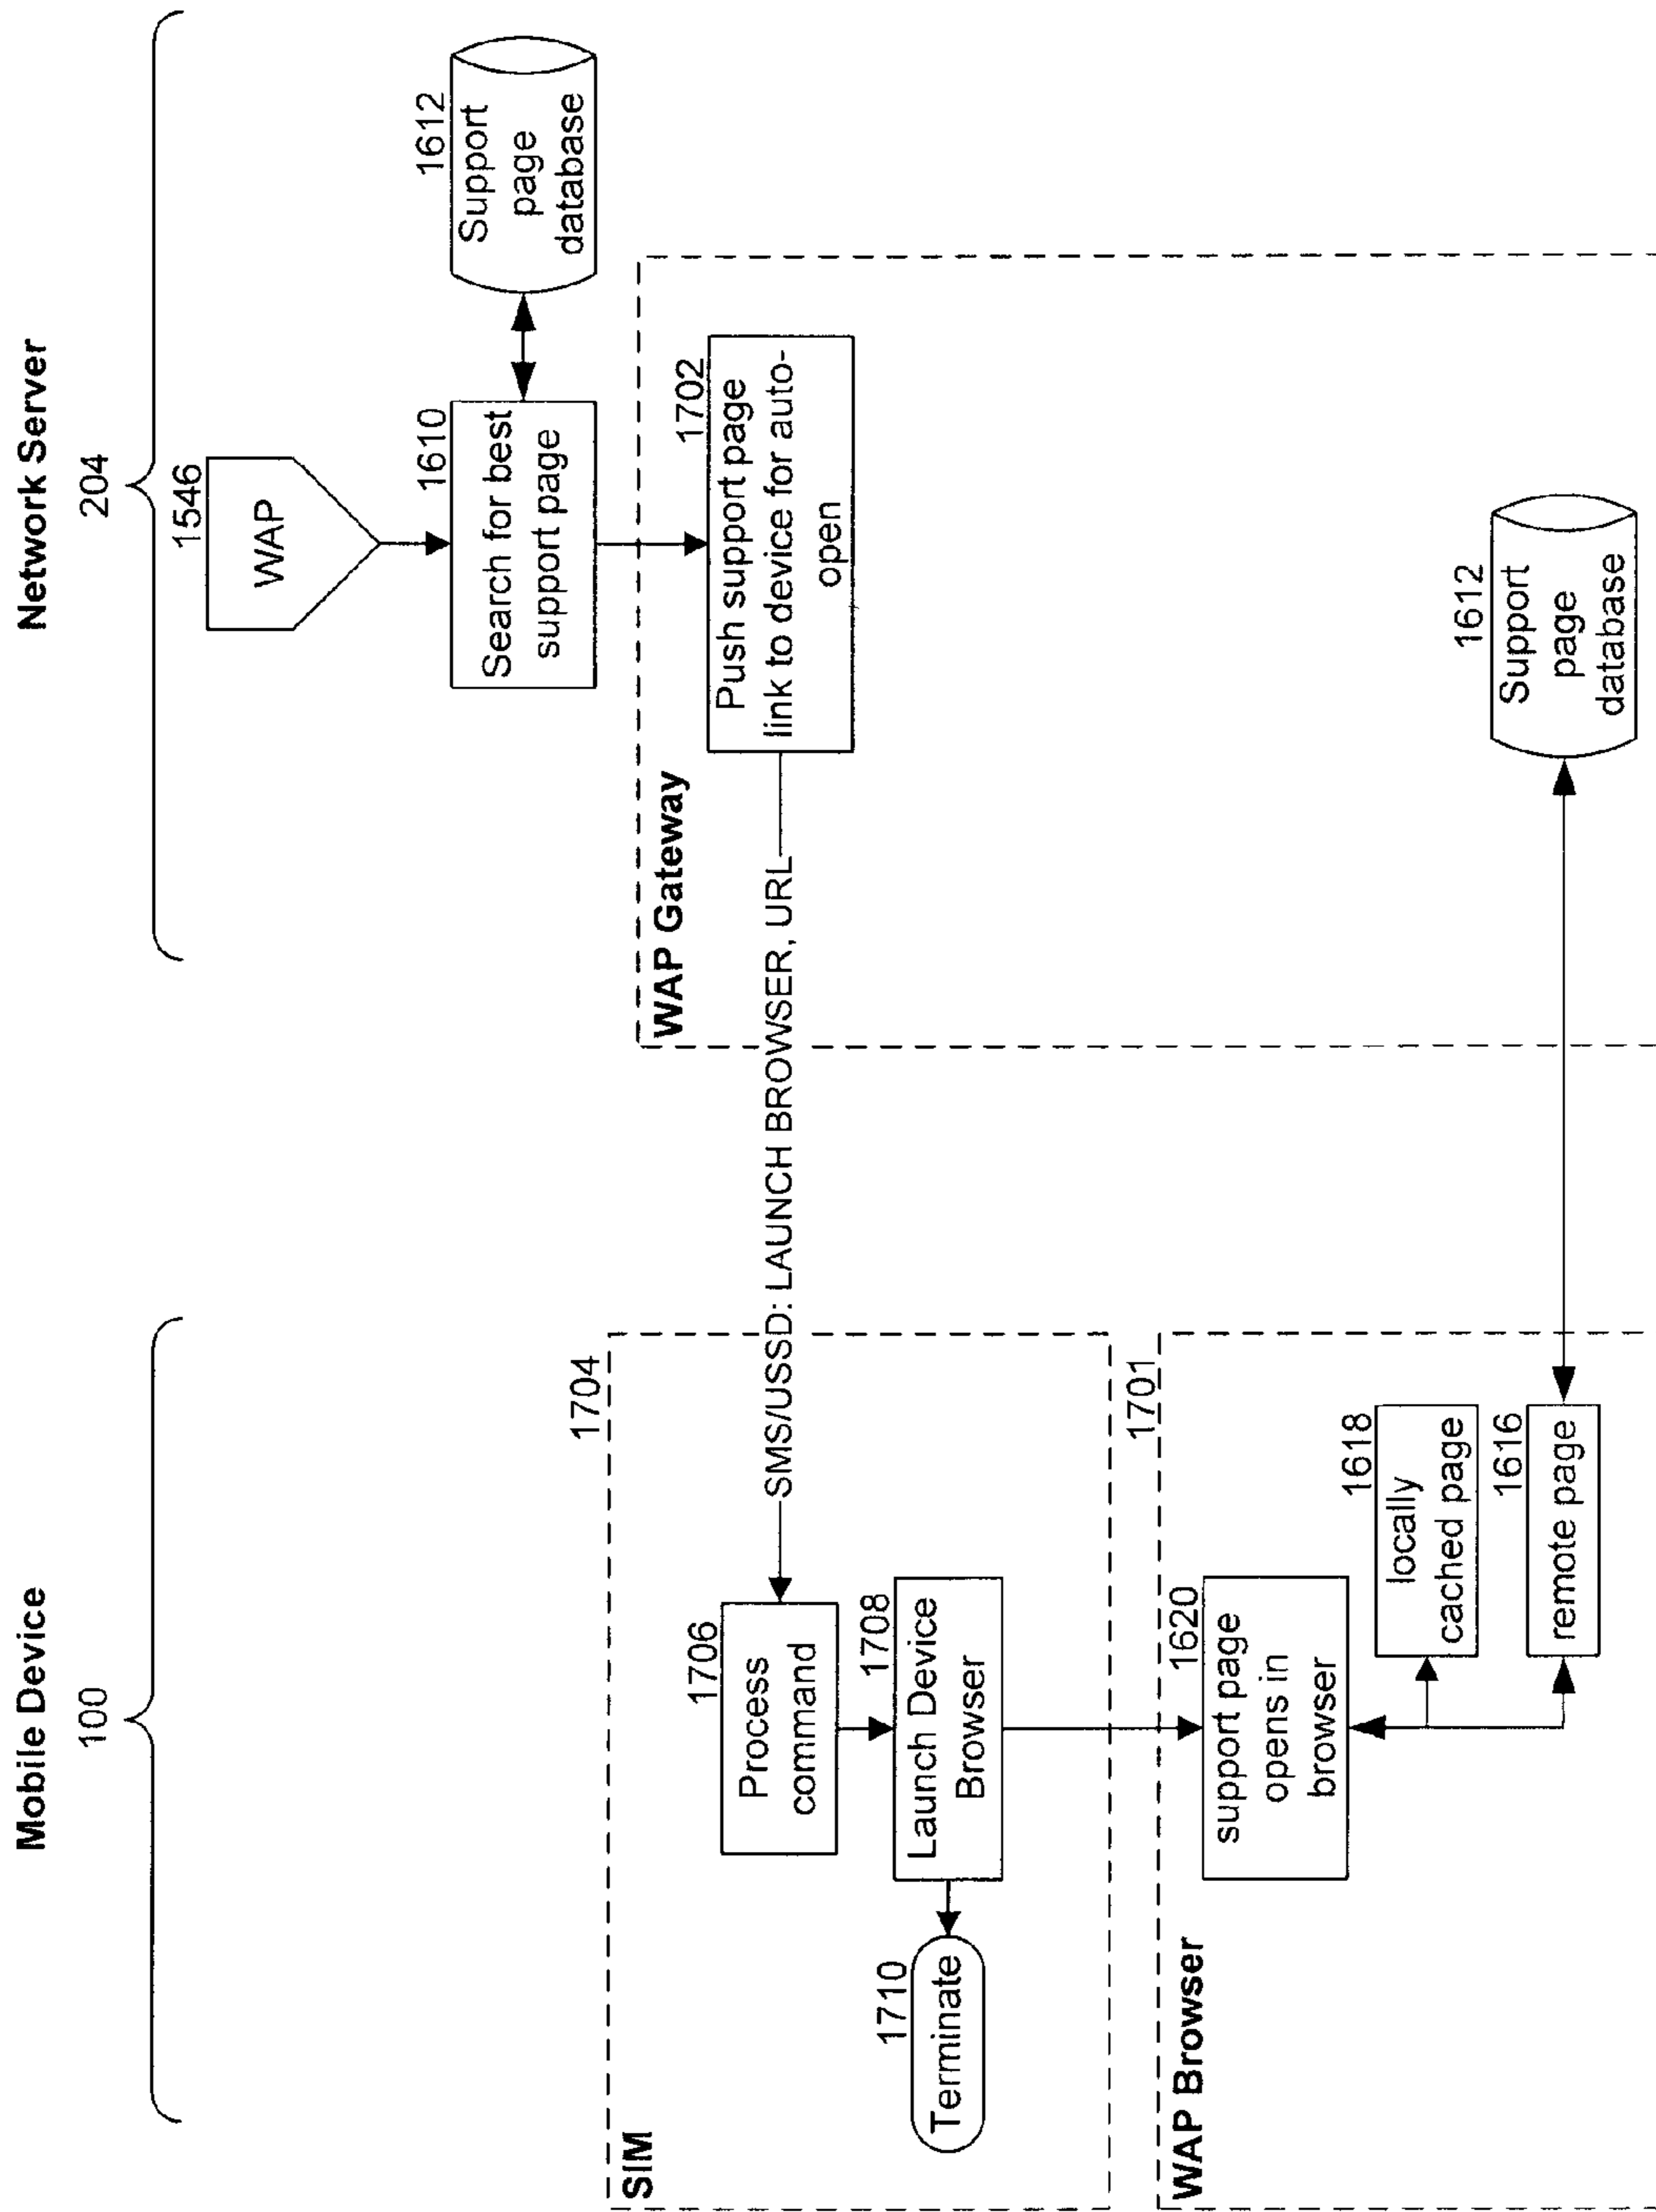 Mobile Device
100
Network Server
204
1546
WAP
1610
Search for best
support page
1612
Support
page
database
WAP Gateway
1702
Push support page
link to device for auto-
open
SMS/USSD: LAUNCH BROWSER, URL
SIM
1704
1706
Process
command
1708
Launch Device
Browser
1710
Terminate
WAP Browser
1701
1620
support page
opens in
browser
1618
locally
cached page
1616
remote page
1612
Support
page
database